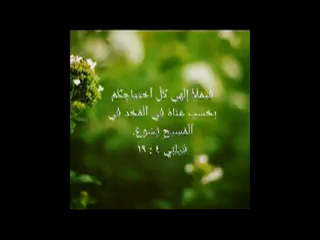 فيملأ إلهي كل احتياجكم
بحسب غناه في المجد في
المسيح يسوع.
فيلبي ٤ : ١٩